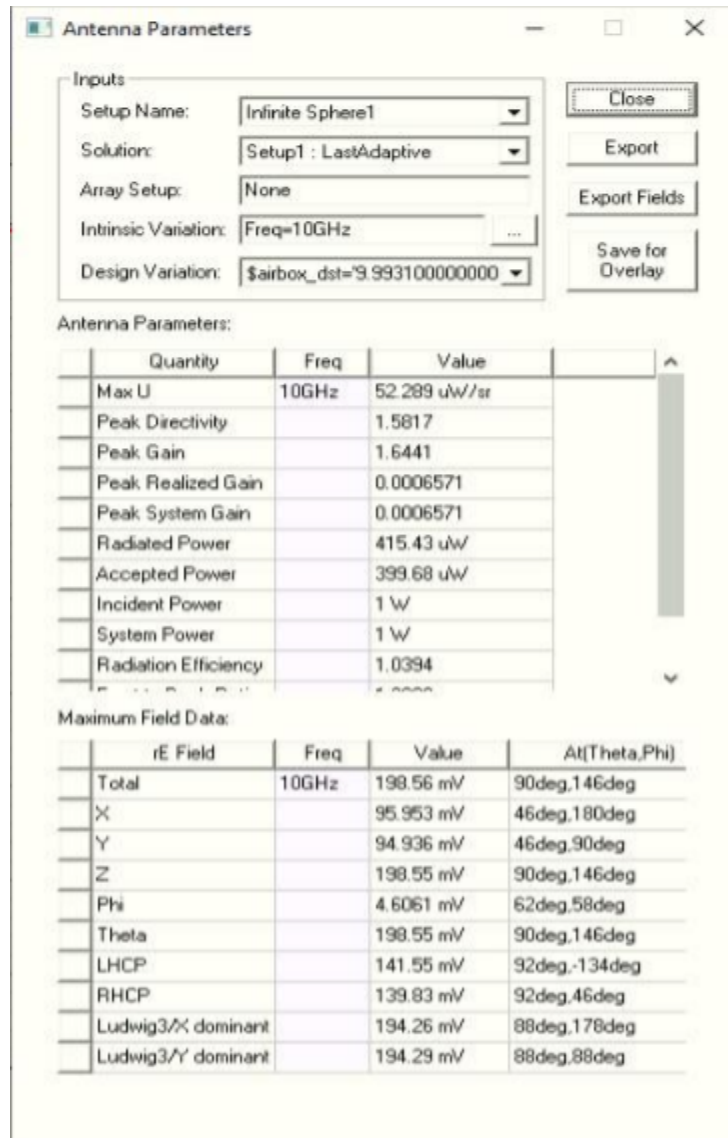 Antenna Parameters
Inputs
Setup Name: Infinite Sphere1
Close
Solution: Setup1 : LastAdaptive
Export
Array Setup: None
Export Fields
Intrinsic Variation: Freq=10GHz ...
Save for
Overlay
Design Variation: $airbox_dst='9.993100000000
Antenna Parameters:
Quantity Freq Value
Max U 10GHz 52.289 uW/sr
Peak Directivity 1.5817
Peak Gain 1.6441
Peak Realized Gain 0.0006571
Peak System Gain 0.0006571
Radiated Power 415.43 uW
Accepted Power 399.68 uW
Incident Power 1 W
System Power 1 W
Radiation Efficiency 1.0394
Maximum Field Data:
rE Field Freq Value At(Theta,Phi)
Total 10GHz 198.56 mV 90deg,146deg
X 95.953 mV 46deg,180deg
Y 94.936 mV 46deg,90deg
Z 198.55 mV 90deg,146deg
Phi 4.6061 mV 62deg,58deg
Theta 198.55 mV 90deg,146deg
LHCP 141.55 mV 92deg,-134deg
RHCP 139.83 mV 92deg,46deg
Ludwig3/X dominant 194.26 mV 88deg,178deg
Ludwig3/Y dominant 194.29 mV 88deg,88deg